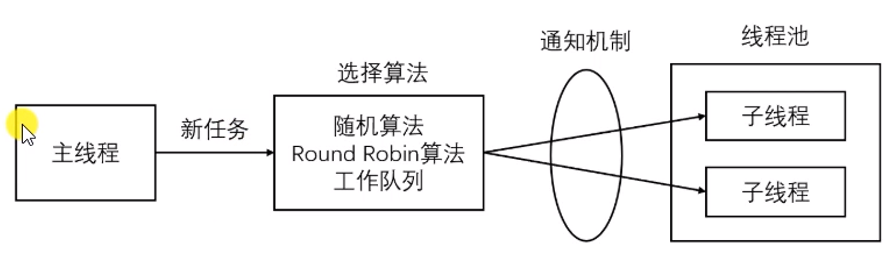 通知机制
线程池
选择算法
主线程
新任务
随机算法
Round Robin算法
工作队列
子线程
子线程